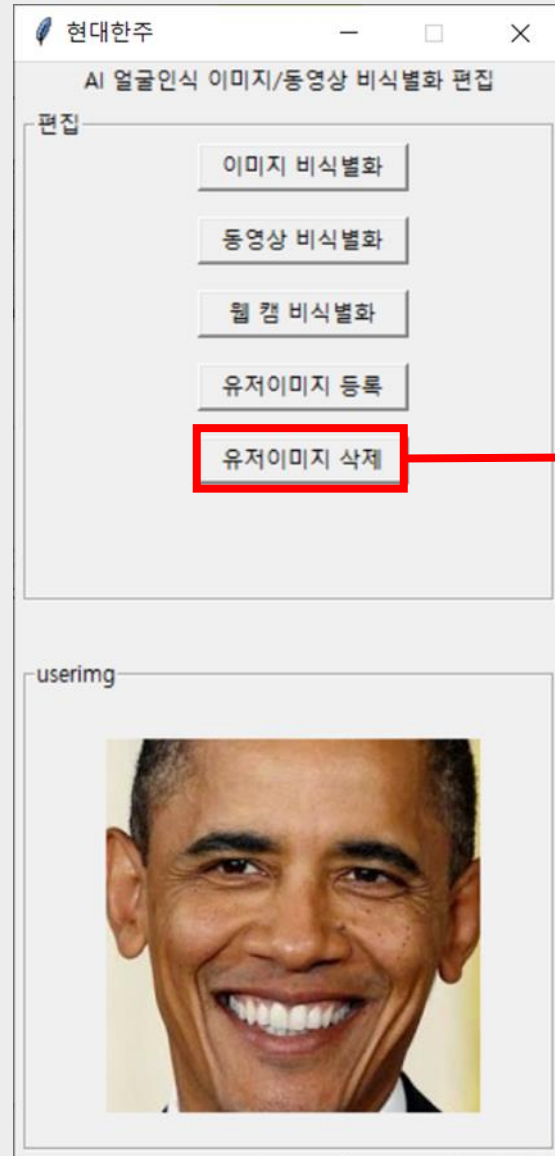 현대한주
AI 얼굴인식 이미지/동영상 비식별화 편집
편집
이미지 비식별화
동영상 비식별화
웹 캠 비식별화
유저이미지 등록
유저이미지 삭제
userimg